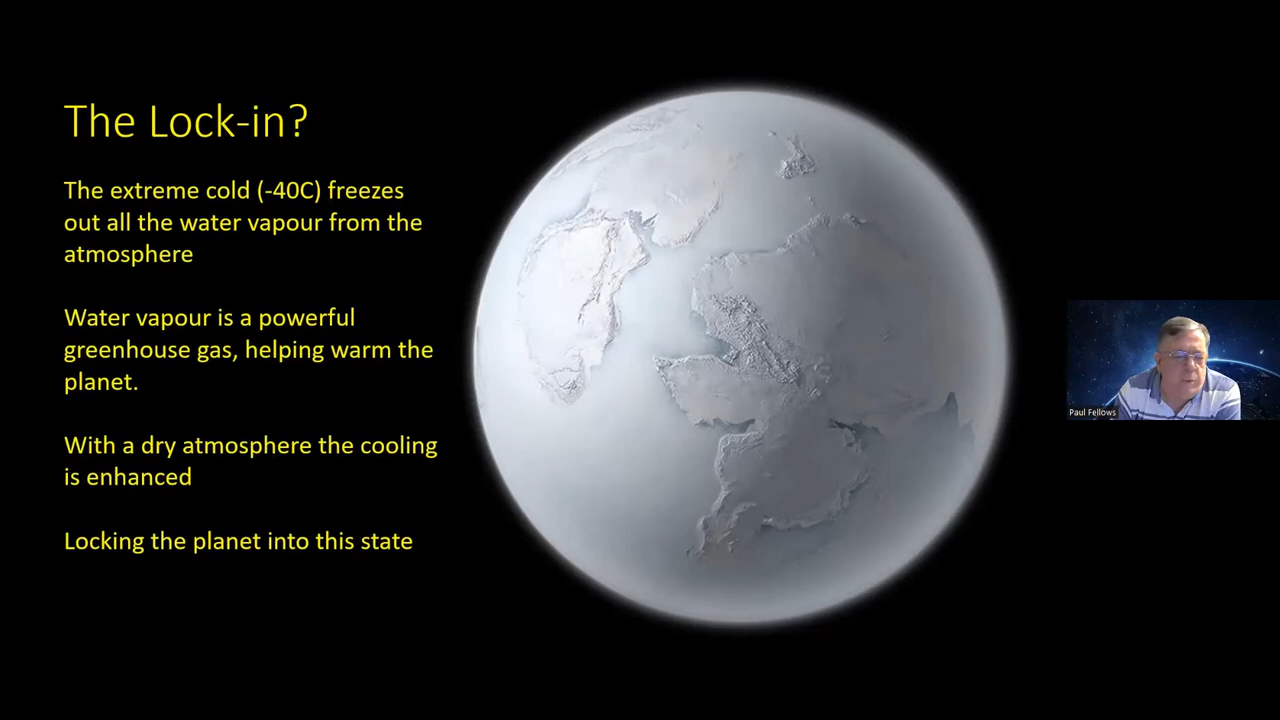 The Lock-in?
The extreme cold (-40C) freezes
out all the water vapour from the
atmosphere
Water vapour is a powerful
greenhouse gas, helping warm the
planet.
With a dry atmosphere the cooling
is enhanced
Locking the planet into this state
Paul Fellows